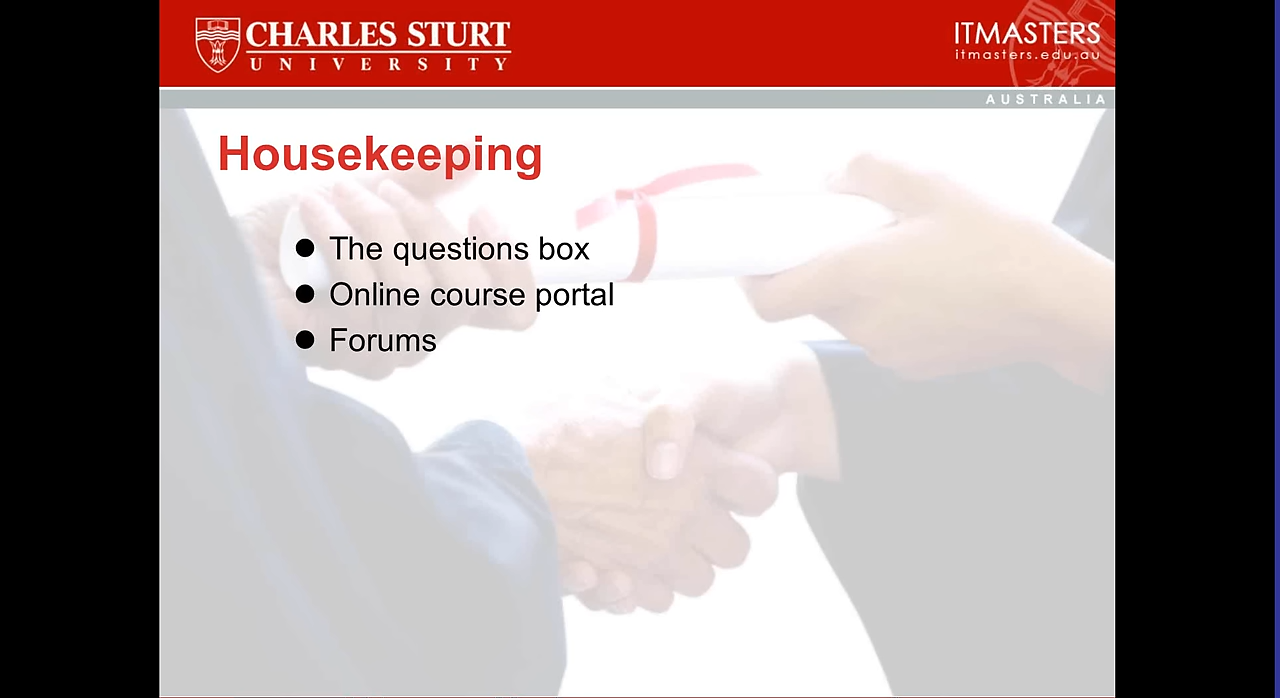 CHARLES STURT
UNIVERSITY
ITMASTERS
itmasters.edu.au
AUSTRALIA
Housekeeping
● The questions box
● Online course portal
● Forums